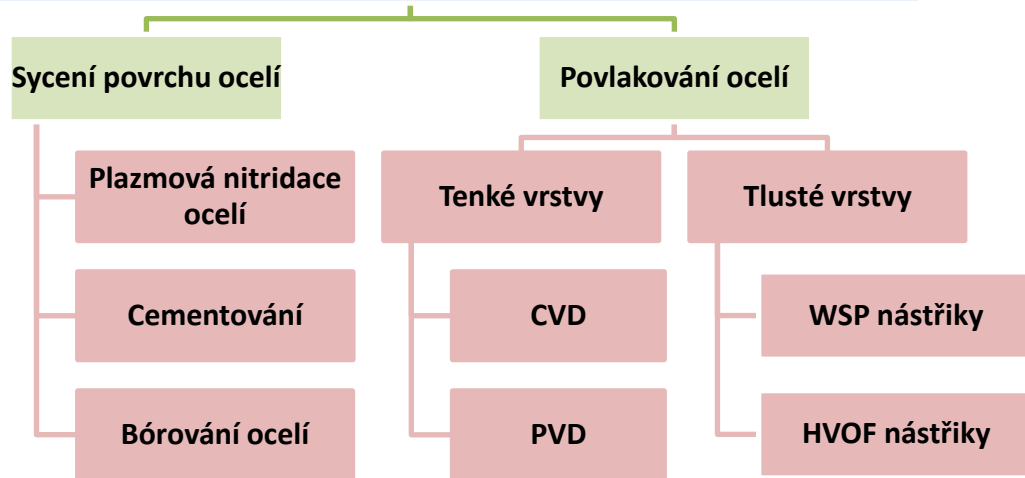 Sycení povrchu ocelí
Povlakování ocelí
Plazmová nitridace
ocelí
Tenké vrstvy
Tlusté vrstvy
Cementování
CVD
WSP nástřiky
Bórování ocelí
PVD
HVOF nástřiky